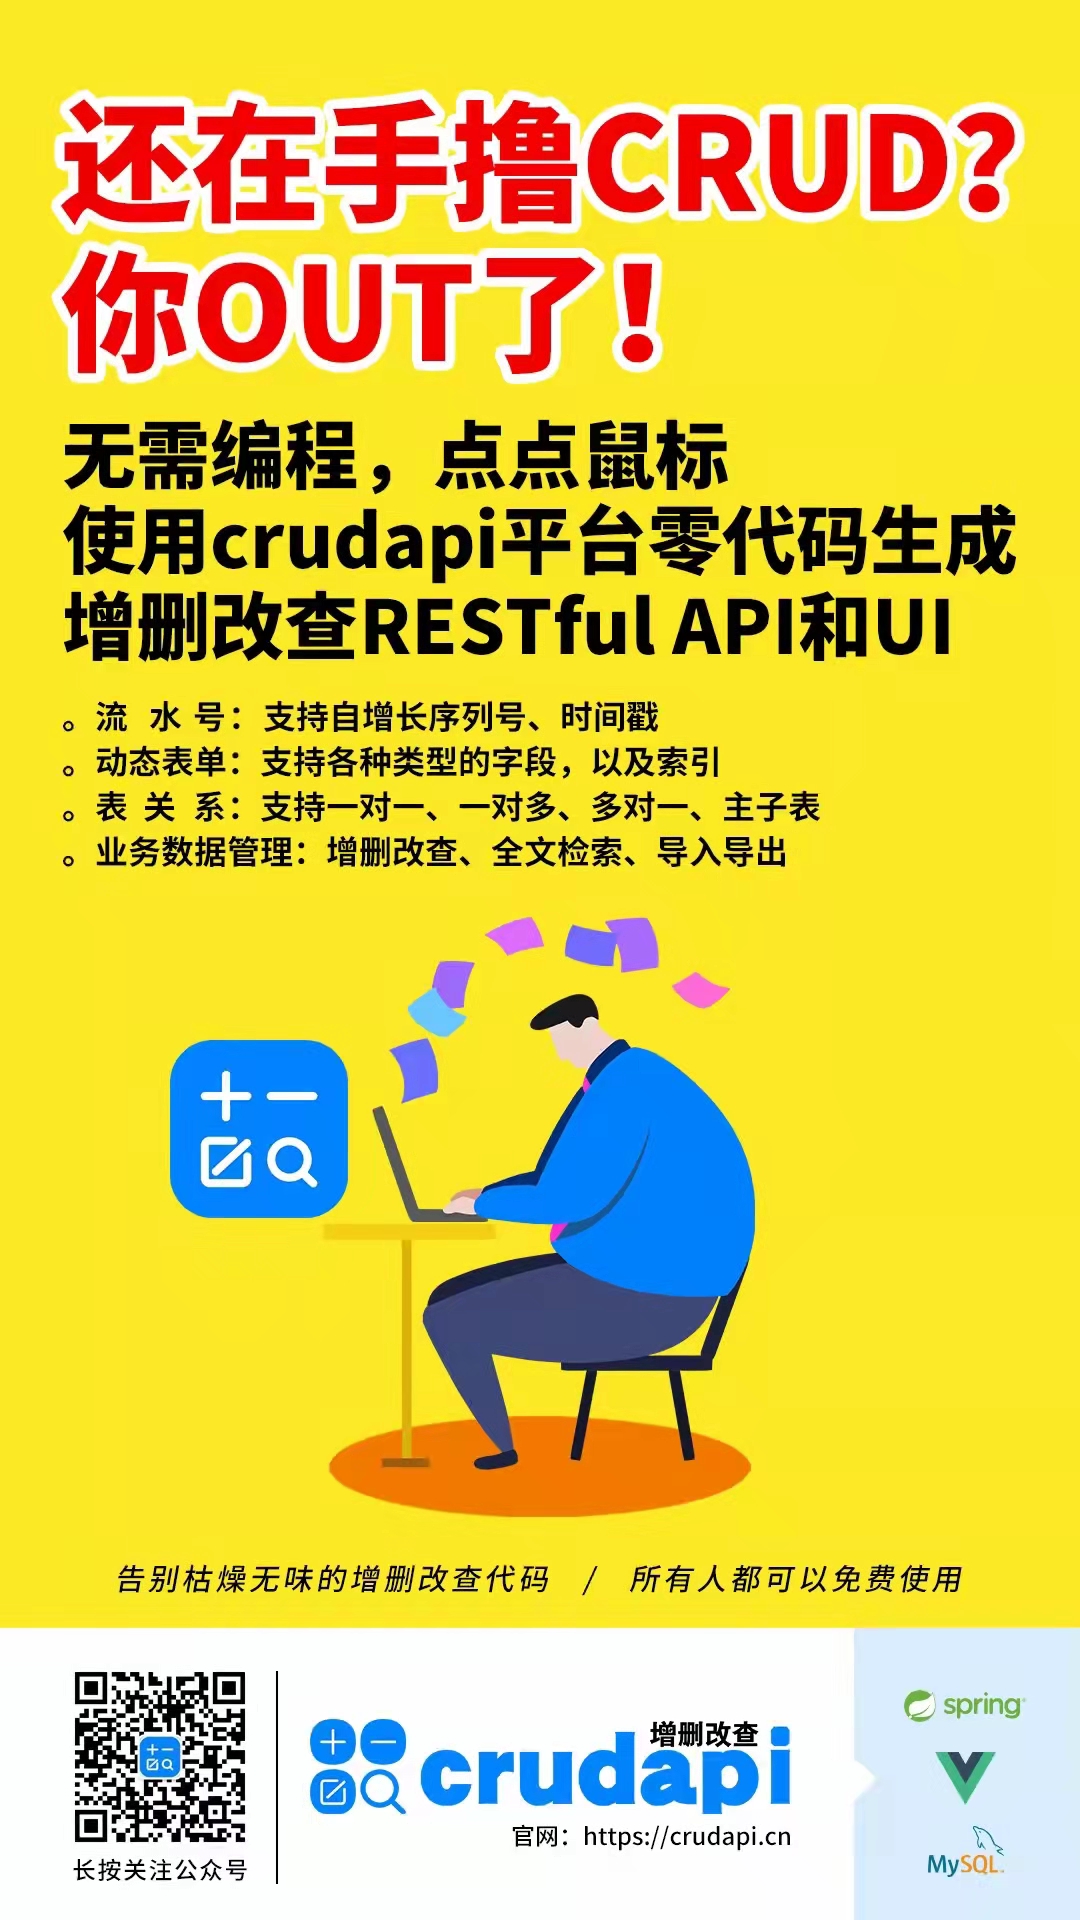 还在手撸CRUD?
你OUT了!
无需编程，点点鼠标
使用crudapi平台零代码生成
增删改查RESTful API和UI
。流 水 号：支持自增长序列号、时间戳
。动态表单：支持各种类型的字段，以及索引
。表 关 系：支持一对一、一对多、多对一、主子表
。业务数据管理：增删改查、全文检索、导入导出
告别枯燥无味的增删改查代码 / 所有人都可以免费使用
长按关注公众号
增删改查
crudapi
官网：https://crudapi.cn
spring
MySQL